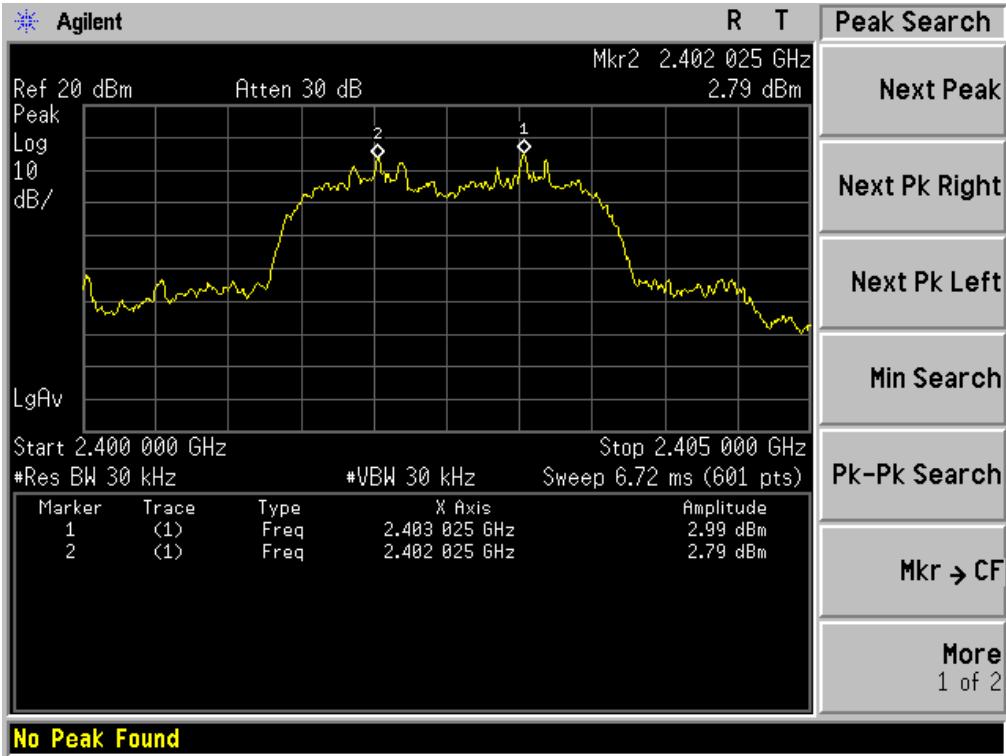 Agilent R T
Peak Search
Mkr2 2.402 025 GHz
Ref 20 dBm Atten 30 dB 2.79 dBm
Peak
Log
10
dB/
2
1
LgAv
Start 2.400 000 GHz Stop 2.405 000 GHz
#Res BW 30 kHz #VBW 30 kHz Sweep 6.72 ms (601 pts)
Marker Trace Type X Axis Amplitude
1 (1) Freq 2.403 025 GHz 2.99 dBm
2 (1) Freq 2.402 025 GHz 2.79 dBm
No Peak Found
Next Peak
Next Pk Right
Next Pk Left
Min Search
Pk-Pk Search
Mkr → CF
More
1 of 2